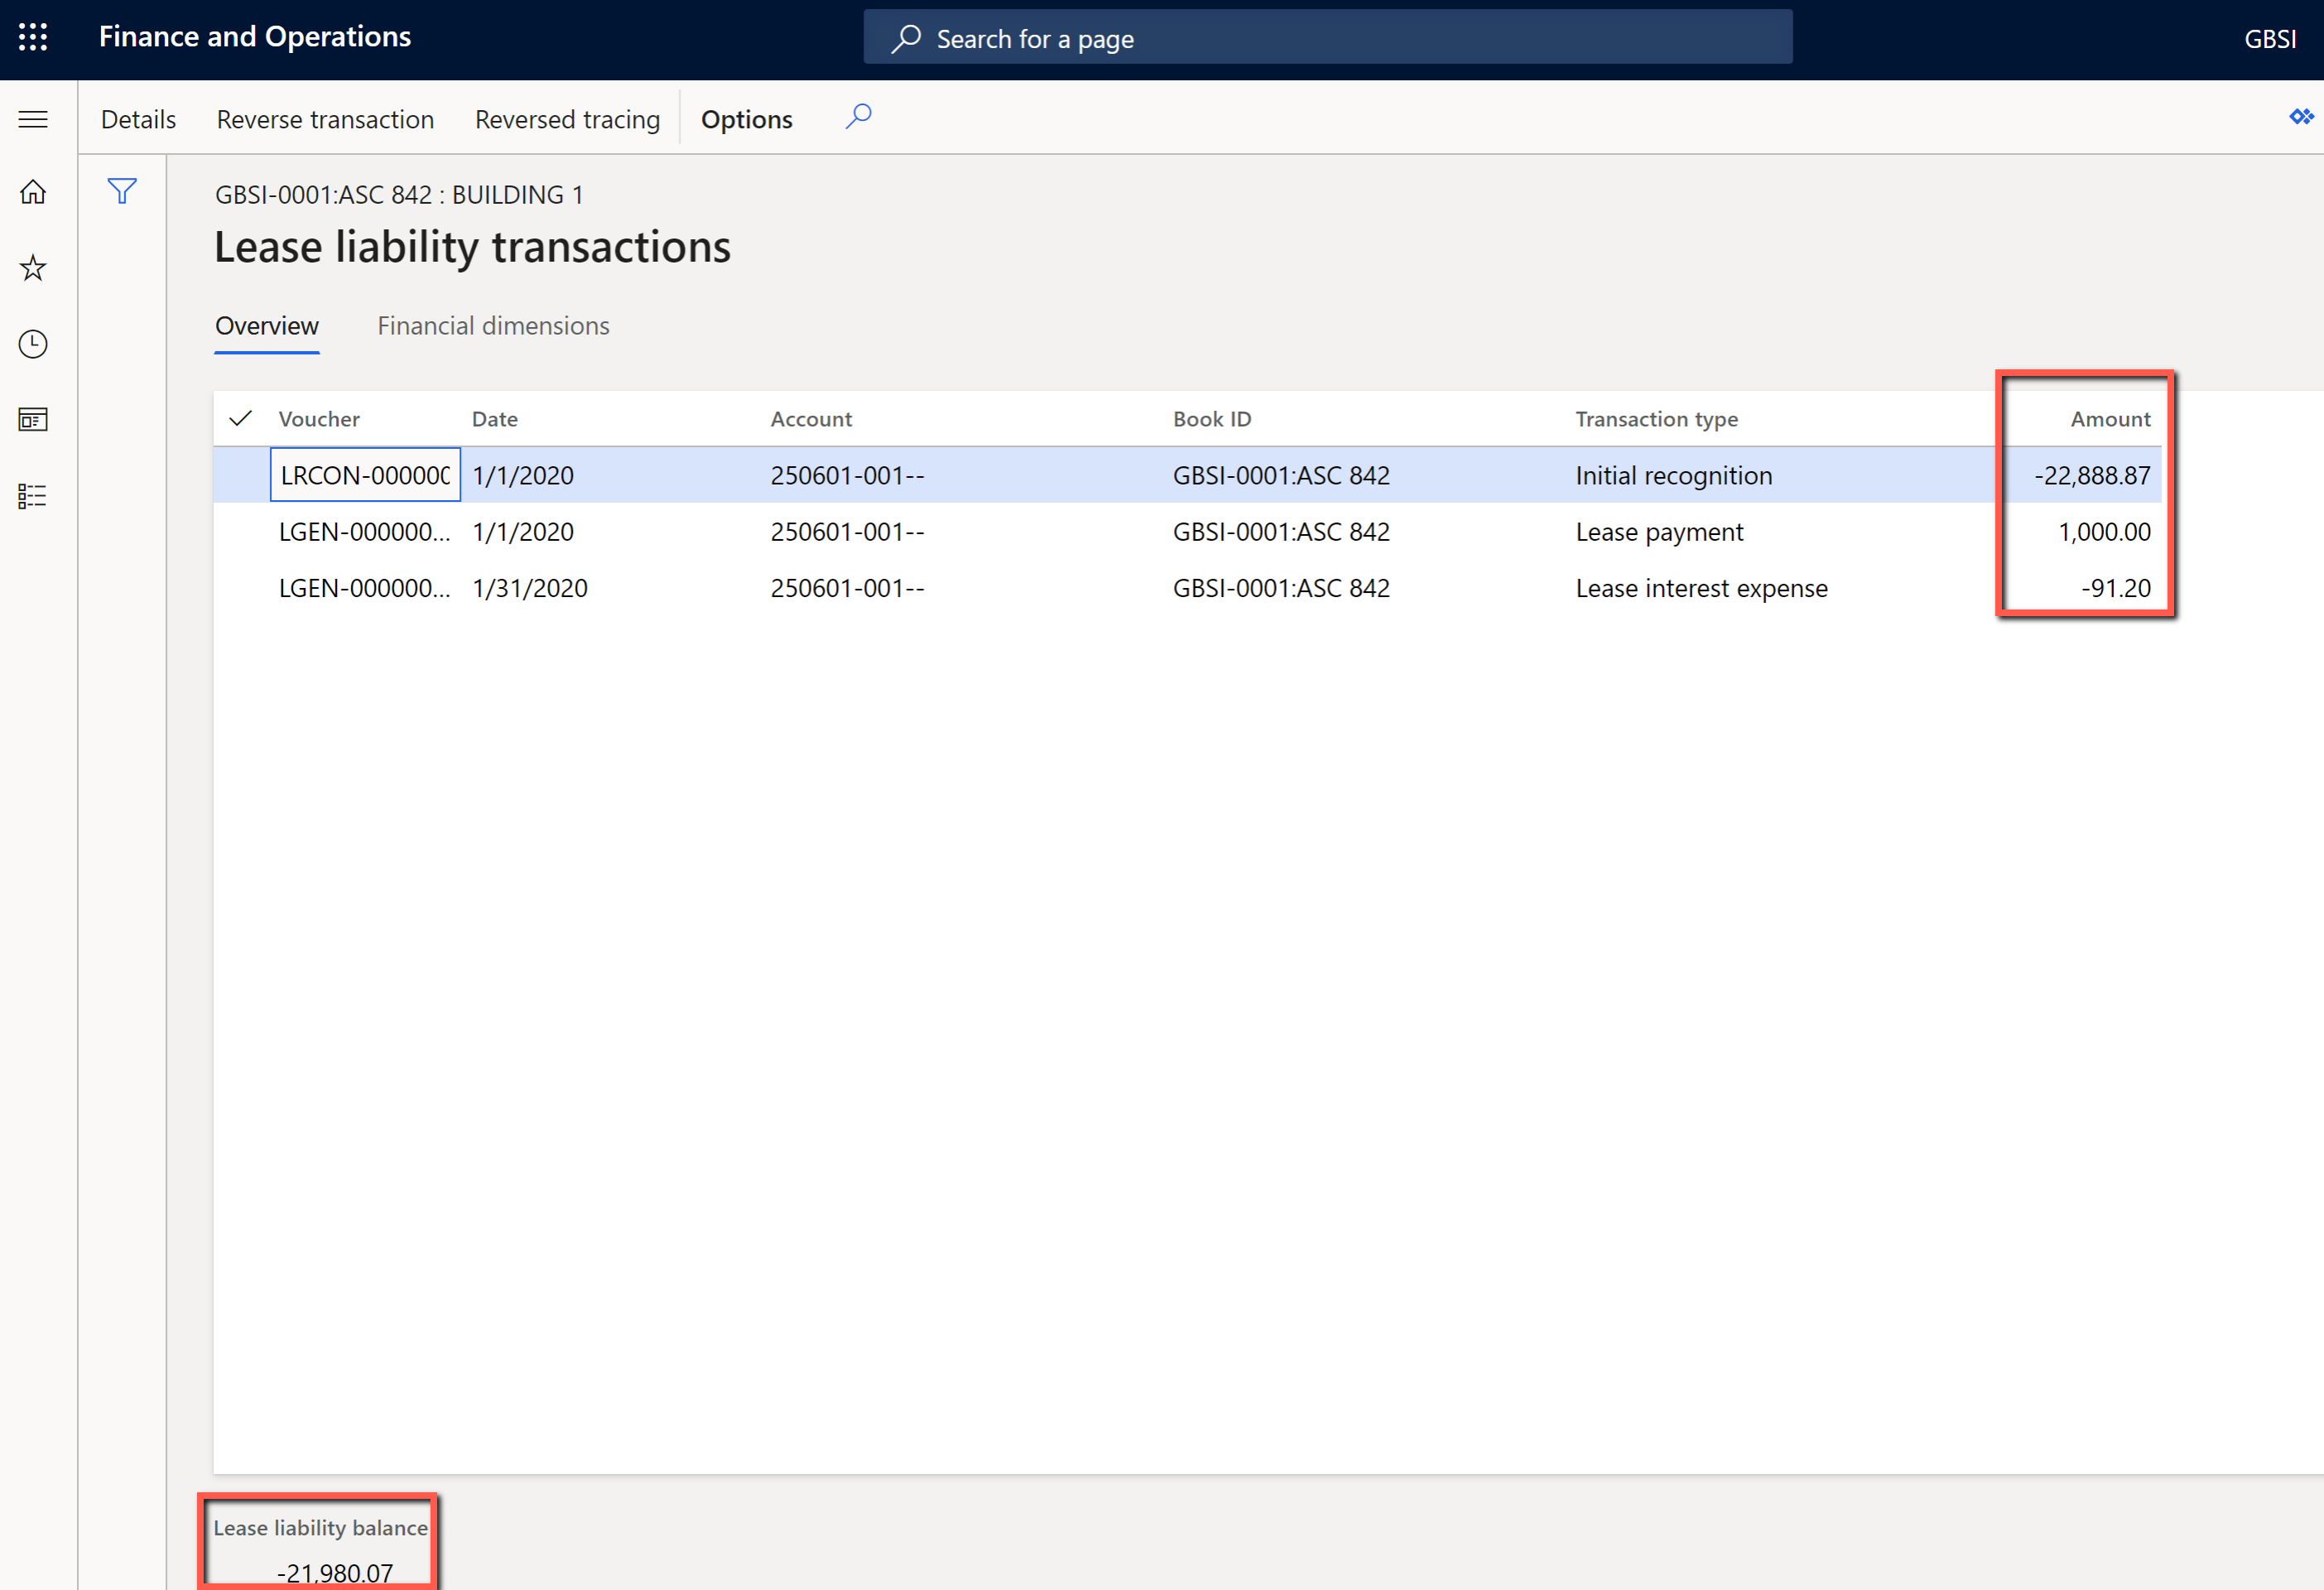 Finance and Operations Search for a page GBSI
Details Reverse transaction Reversed tracing Options
GBSI-0001:ASC 842 : BUILDING 1
Lease liability transactions
Overview Financial dimensions
Voucher Date Account Book ID Transaction type Amount
LRCON-000000 1/1/2020 250601-001-- GBSI-0001:ASC 842 Initial recognition -22,888.87
LGEN-000000... 1/1/2020 250601-001-- GBSI-0001:ASC 842 Lease payment 1,000.00
LGEN-000000... 1/31/2020 250601-001-- GBSI-0001:ASC 842 Lease interest expense -91.20
Lease liability balance
-21,980.07